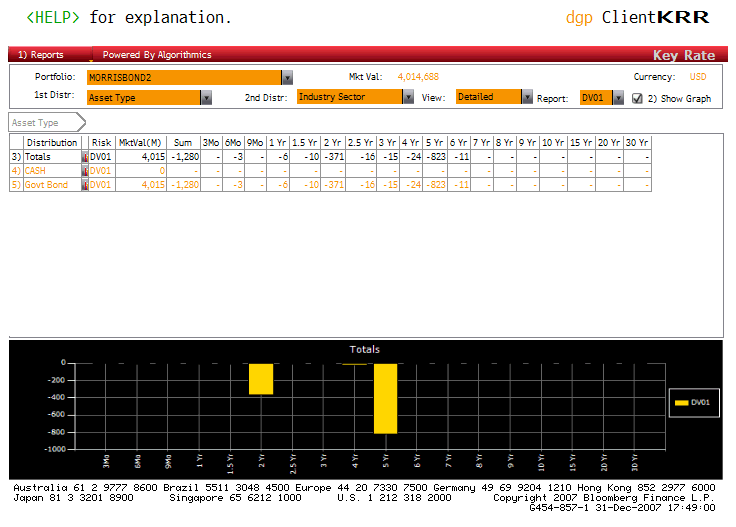 <HELP> for explanation. dgp ClientKRR
1) Reports Powered By Algorithmics Key Rate
Portfolio: MORRISBOND2 Mkt Val: 4,014,688 Currency: USD
1st Distr: Asset Type 2nd Distr: Industry Sector View: Detailed Report: DV01 2) Show Graph
Asset Type
Distribution Risk MktVal(M) Sum 3Mo 6Mo 9Mo 1 Yr 1.5 Yr 2 Yr 2.5 Yr 3 Yr 4 Yr 5 Yr 6 Yr 7 Yr 8 Yr 9 Yr 10 Yr 15 Yr 20 Yr 30 Yr
3) Totals DV01 4,015 -1,280 - -3 - -6 -10 -371 -16 -15 -24 -823 -11 - - - - - - -
4) CASH DV01 0 - - - - - - - - - - - - - - - - - - -
5) Govt Bond DV01 4,015 -1,280 - -3 - -6 -10 -371 -16 -15 -24 -823 -11 - - - - - - -
Totals
0
-200
-400
-600
-800
-1000
DV01
3Mo 6Mo 9Mo 1 Yr 1.5 Yr 2 Yr 2.5 Yr 3 Yr 4 Yr 5 Yr 6 Yr 7 Yr 8 Yr 9 Yr 10 Yr 15 Yr 20 Yr 30 Yr
Australia 61 2 9777 8600 Brazil 5511 3048 4500 Europe 44 20 7330 7500 Germany 49 69 9204 1210 Hong Kong 852 2977 6000
Japan 81 3 3201 8900 Singapore 65 6212 1000 U.S. 1 212 318 2000 Copyright 2007 Bloomberg Finance L.P.
G454-857-1 31-Dec-2007 17:49:00